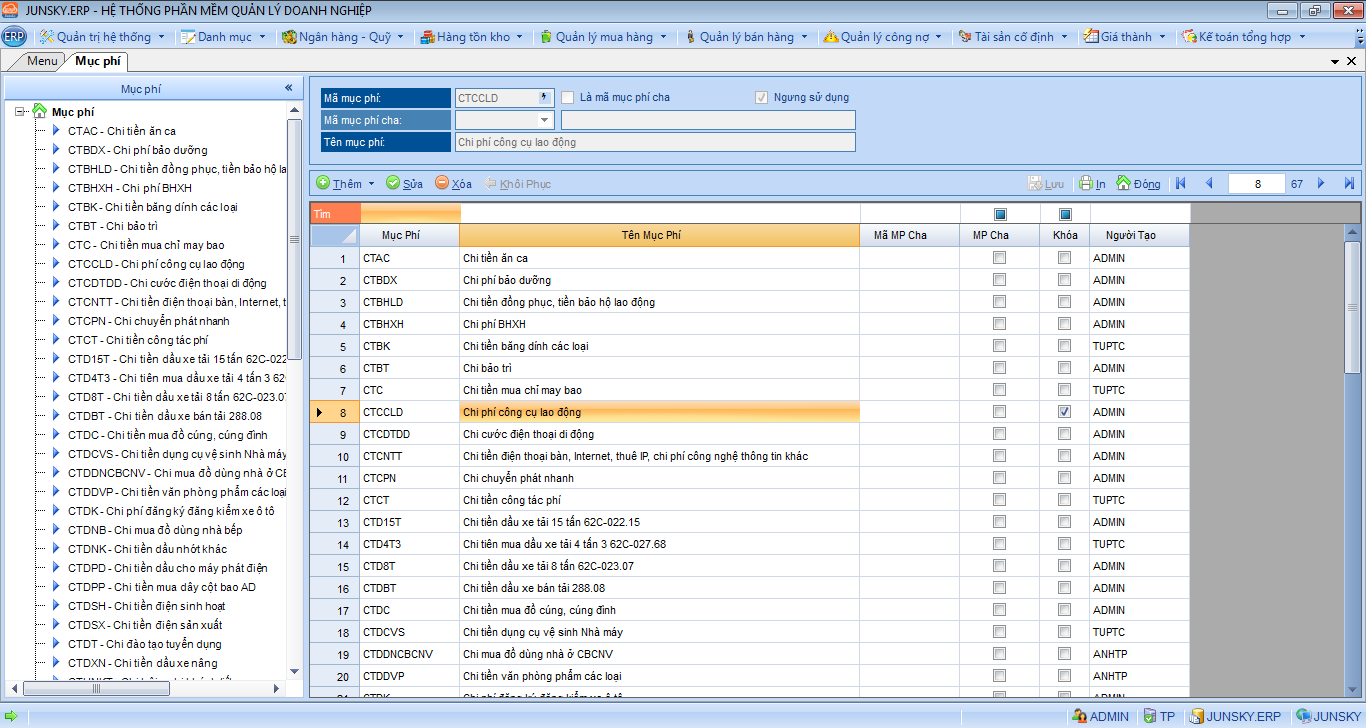 JUNSKY.ERP - HỆ THỐNG PHẦN MỀM QUẢN LÝ DOANH NGHIỆP
ERP Quản trị hệ thống Danh mục Ngân hàng - Quỹ Hàng tồn kho Quản lý mua hàng Quản lý bán hàng Quản lý công nợ Tài sản cố định Giá thành Kế toán tổng hợp
Menu Mục phí
Mục phí
Mục phí
CTAC - Chi tiền ăn ca
CTBDX - Chi phí bảo dưỡng
CTBHLD - Chi tiền đồng phục, tiền bảo hộ la
CTBHXH - Chi phí BHXH
CTBK - Chi tiền băng dính các loại
CTBT - Chi bảo trì
CTC - Chi tiền mua chỉ may bao
CTCCLD - Chi phí công cụ lao động
CTCDTDD - Chi cước điện thoại di động
CTCNTT - Chi tiền điện thoại bàn, Internet, t
CTCPN - Chi chuyển phát nhanh
CTCT - Chi tiền công tác phí
CTD15T - Chi tiền dầu xe tải 15 tấn 62C-022
CTD4T3 - Chi tiên mua dầu xe tải 4 tấn 3 62
CTD8T - Chi tiền dầu xe tải 8 tấn 62C-023.07
CTDBT - Chi tiền dầu xe bán tải 288.08
CTDC - Chi tiền mua đồ cúng, cúng đình
CTDCVS - Chi tiền dụng cụ vệ sinh Nhà máy
CTDDNCBCNV - Chi mua đồ dùng nhà ở CB
CTDDVP - Chi tiền văn phòng phẩm các loại
CTDK - Chi phí đăng ký đăng kiểm xe ô tô
CTDNB - Chi mua đồ dùng nhà bếp
CTDNK - Chi tiền dầu nhớt khác
CTDPD - Chi tiền dầu cho máy phát điện
CTDPP - Chi tiền mua dây cột bao AD
CTDSH - Chi tiền điện sinh hoạt
CTDSX - Chi tiền điện sản xuất
CTDT - Chi đào tạo tuyển dụng
CTDXN - Chi tiền dầu xe nâng
Mã mục phí: CTCCLD Là mã mục phí cha Ngưng sử dụng
Mã mục phí cha:
Tên mục phí: Chi phí công cụ lao động
Thêm Sửa Xóa Khôi Phục Lưu In Đóng 8 67
Tìm
Mục Phí Tên Mục Phí Mã MP Cha MP Cha Khóa Người Tạo
1 CTAC Chi tiền ăn ca ADMIN
2 CTBDX Chi phí bảo dưỡng ADMIN
3 CTBHLD Chi tiền đồng phục, tiền bảo hộ lao động ADMIN
4 CTBHXH Chi phí BHXH ADMIN
5 CTBK Chi tiền băng dính các loại TUPTC
6 CTBT Chi bảo trì ADMIN
7 CTC Chi tiền mua chỉ may bao TUPTC
8 CTCCLD Chi phí công cụ lao động ADMIN
9 CTCDTDD Chi cước điện thoại di động ADMIN
10 CTCNTT Chi tiền điện thoại bàn, Internet, thuê IP, chi phí công nghệ thông tin khác ADMIN
11 CTCPN Chi chuyển phát nhanh ADMIN
12 CTCT Chi tiền công tác phí TUPTC
13 CTD15T Chi tiền dầu xe tải 15 tấn 62C-022.15 ADMIN
14 CTD4T3 Chi tiên mua dầu xe tải 4 tấn 3 62C-027.68 TUPTC
15 CTD8T Chi tiền dầu xe tải 8 tấn 62C-023.07 ADMIN
16 CTDBT Chi tiền dầu xe bán tải 288.08 ADMIN
17 CTDC Chi tiền mua đồ cúng, cúng đình ADMIN
18 CTDCVS Chi tiền dụng cụ vệ sinh Nhà máy TUPTC
19 CTDDNCBCNV Chi mua đồ dùng nhà ở CBCNV ANHTP
20 CTDDVP Chi tiền văn phòng phẩm các loại ANHTP
ADMIN TP JUNSKY.ERP JUNSKY